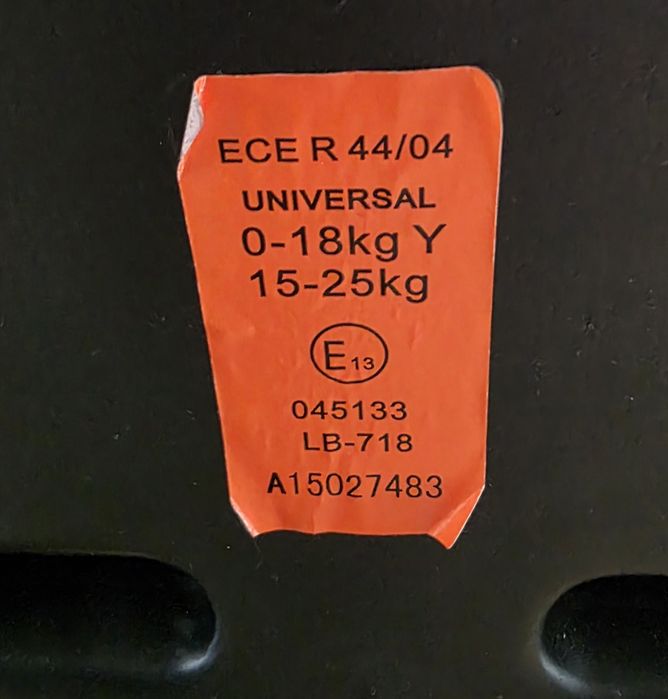 ECE R 44/04
UNIVERSAL
0-18kg Y
15-25kg
E13
045133
LB-718
A15027483